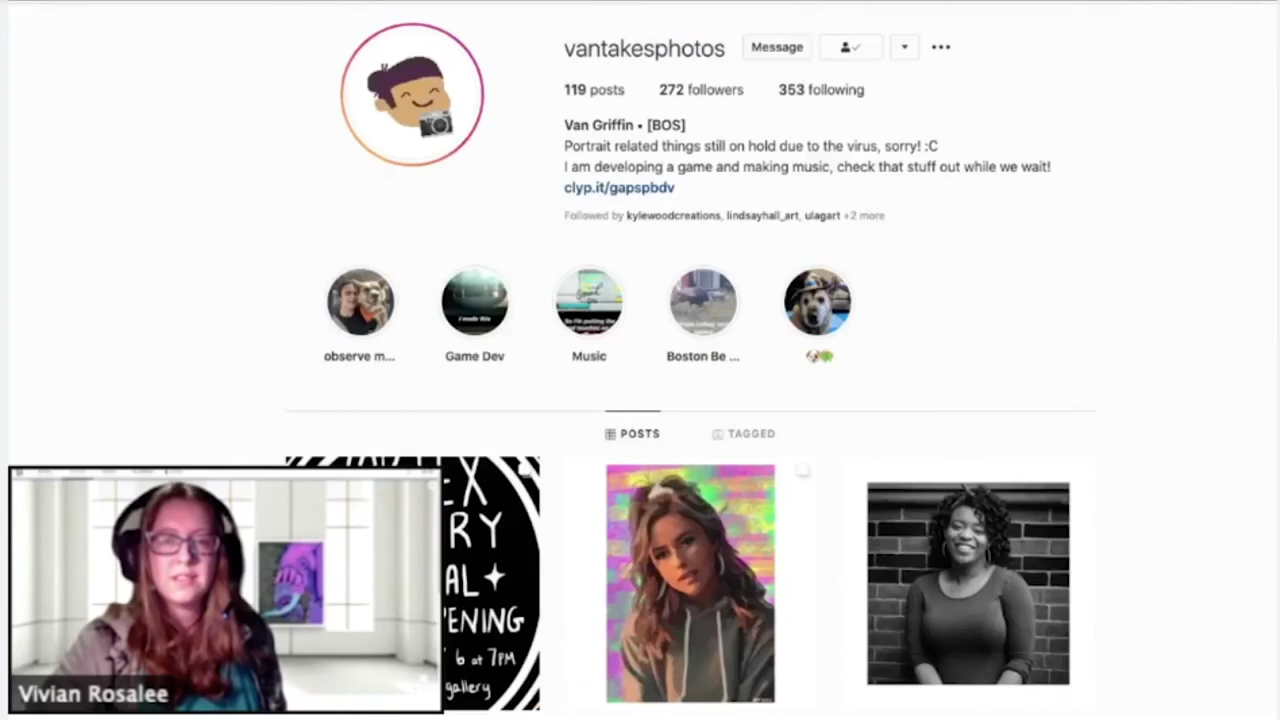 vantakesphotos Message
119 posts 272 followers 353 following
Van Griffin • [BOS]
Portrait related things still on hold due to the virus, sorry! :C
I am developing a game and making music, check that stuff out while we wait!
clyp.it/gapspbdv
Followed by kylewoodcreations, lindsayhall_art, ulagart +2 more
I made this
observe m... Game Dev Music Boston Be ...
POSTS TAGGED
EX
RY
AL
ENING
6 at 7PM
gallery
Vivian Rosalee